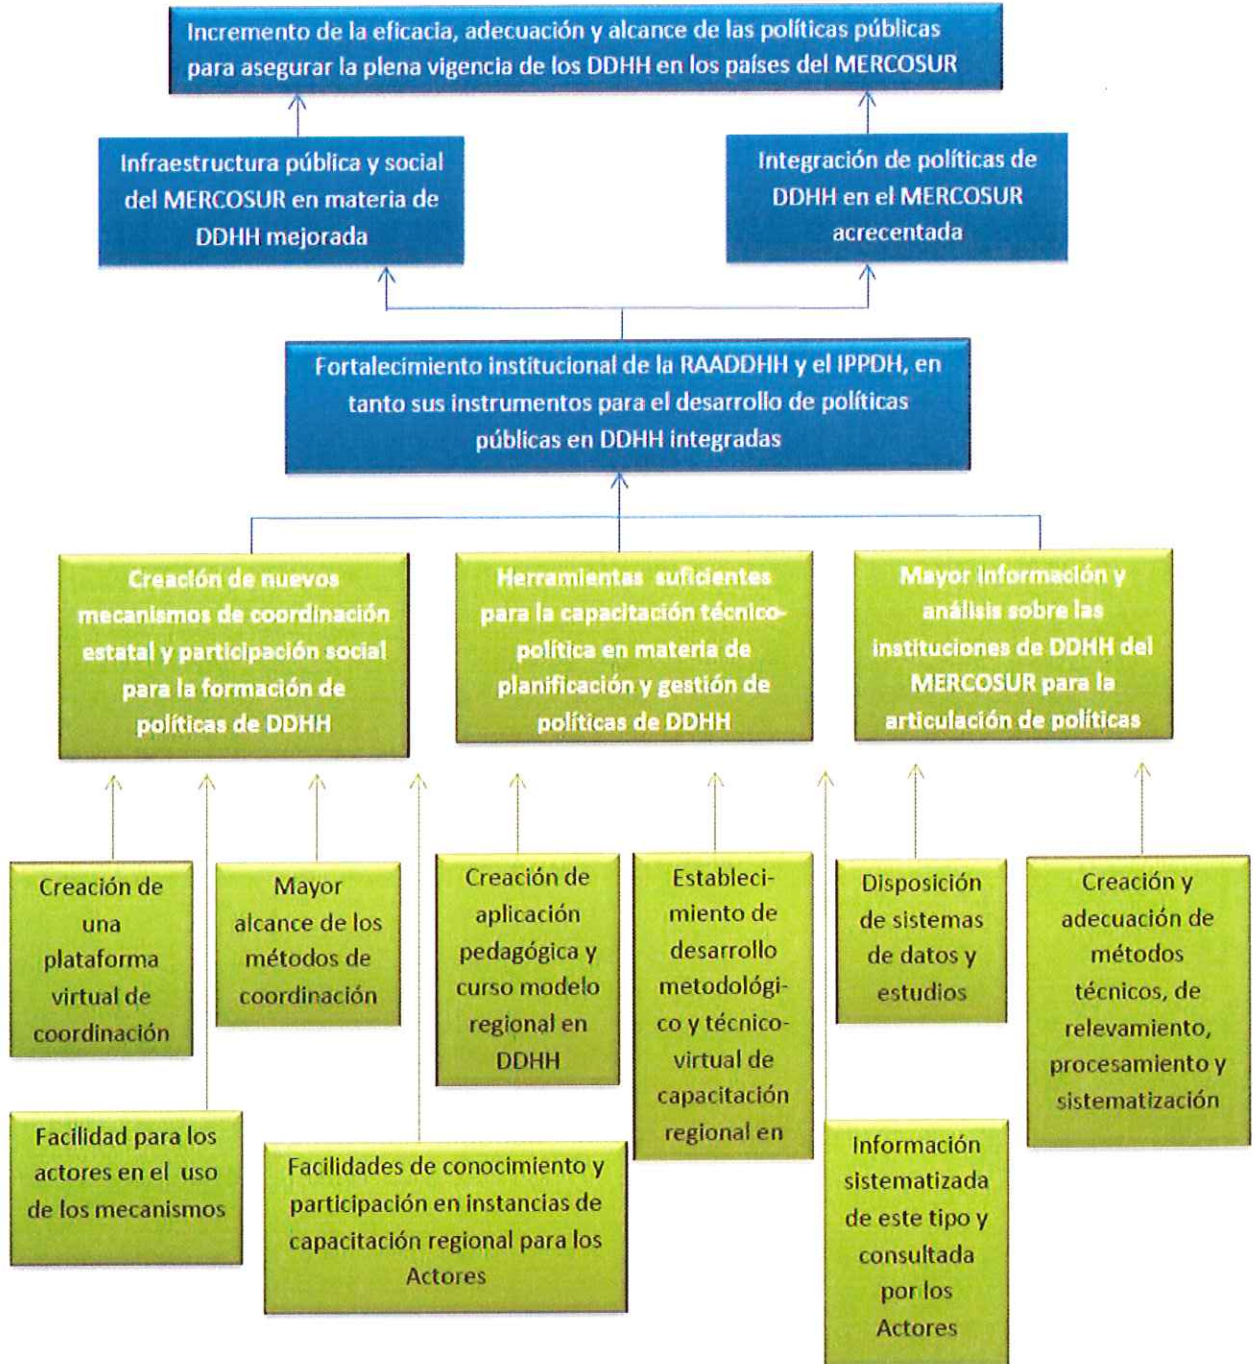 Incremento de la eficacia, adecuación y alcance de las políticas públicas
para asegurar la plena vigencia de los DDHH en los países del MERCOSUR
Infraestructura pública y social
del MERCOSUR en materia de
DDHH mejorada
Integración de políticas de
DDHH en el MERCOSUR
acrecentada
Fortalecimiento institucional de la RAADDHH y el IPPDH, en
tanto sus instrumentos para el desarrollo de políticas
públicas en DDHH integradas
Creación de nuevos
mecanismos de coordinación
estatal y participación social
para la formación de
políticas de DDHH
Herramientas suficientes
para la capacitación técnico-
política en materia de
planificación y gestión de
políticas de DDHH
Mayor información y
análisis sobre las
instituciones de DDHH del
MERCOSUR para la
articulación de políticas
Creación de
una
plataforma
virtual de
coordinación
Mayor
alcance de los
métodos de
coordinación
Creación de
aplicación
pedagógica y
curso modelo
regional en
DDHH
Estableci-
miento de
desarrollo
metodológi-
co y técnico-
virtual de
capacitación
regional en
Disposición
de sistemas
de datos y
estudios
Creación y
adecuación de
métodos
técnicos, de
relevamiento,
procesamiento y
sistematización
Facilidad para los
actores en el uso
de los mecanismos
Facilidades de conocimiento y
participación en instancias de
capacitación regional para los
Actores
Información
sistematizada
de este tipo y
consultada
por los
Actores